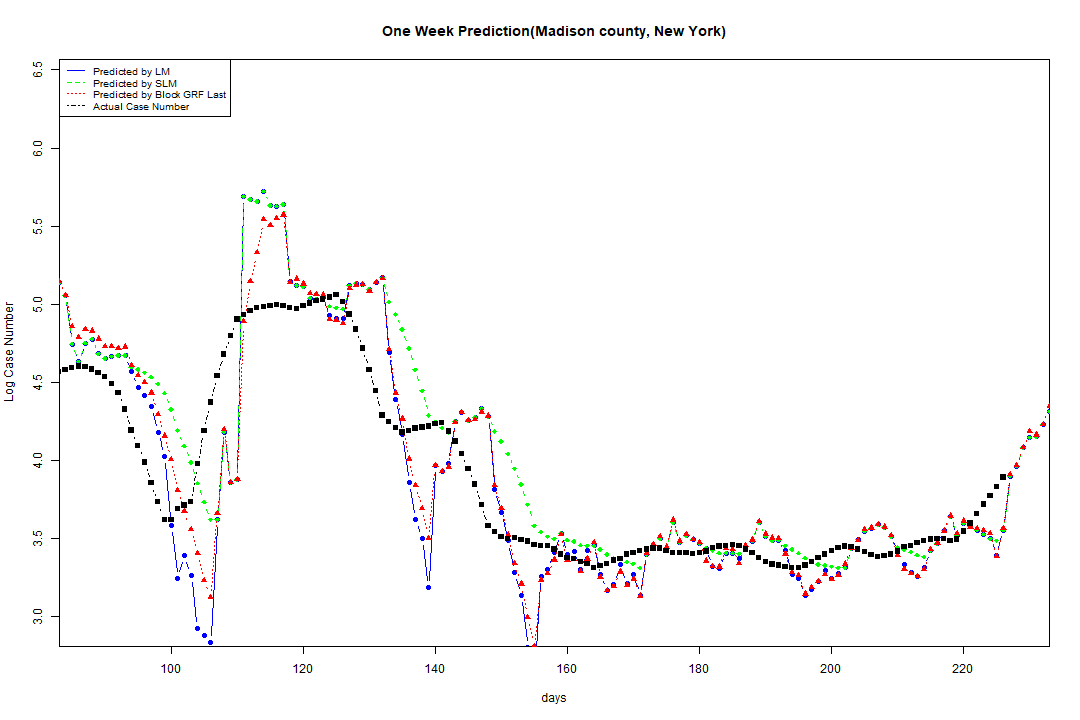 One Week Prediction(Madison county, New York)
Predicted by LM
Predicted by SLM
Predicted by Block GRF Last
Actual Case Number
Log Case Number
6.5
6.0
5.5
5.0
4.5
4.0
3.5
3.0
100 120 140 160 180 200 220
days